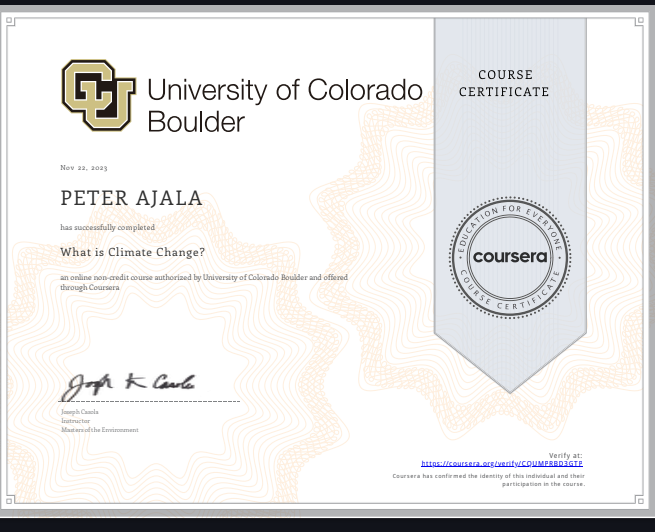 CU
University of Colorado
Boulder
COURSE
CERTIFICATE
Nov 22, 2023
PETER AJALA
has successfully completed
What is Climate Change?
an online non-credit course authorized by University of Colorado Boulder and offered
through Coursera
EDUCATION FOR EVERYONE
coursera
COURSE CERTIFICATE
Joseph K Casola
Joseph Casola
Instructor
Masters of the Environment
Verify at:
https://coursera.org/verify/CQUMPRBD3GTP
Coursera has confirmed the identity of this individual and their
participation in the course.